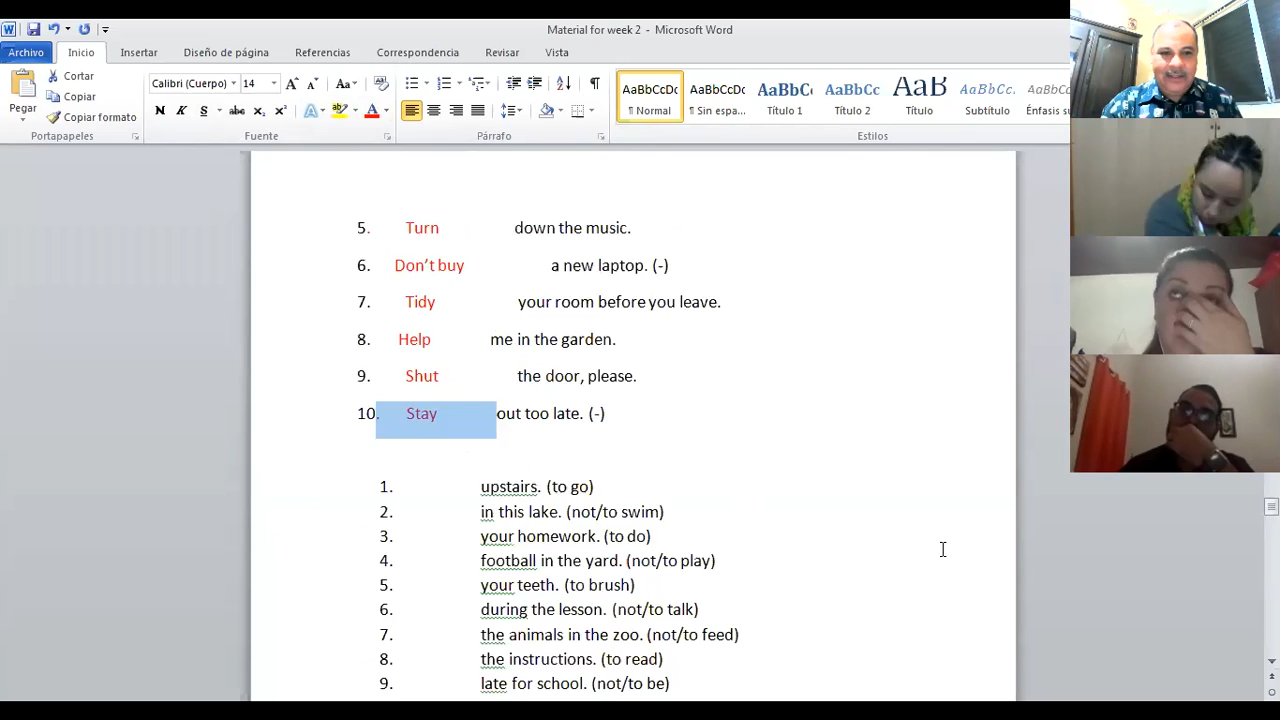 Material for week 2 - Microsoft Word
Archivo Inicio Insertar Diseño de página Referencias Correspondencia Revisar Vista
Cortar
Copiar
Copiar formato
Pegar
Portapapeles
Calibri (Cuerpo) 14
N K S abc x₂ x²
Fuente
Párrafo
AaBbCcDc AaBbCcDc AaBbC AaBbCc AaB AaBbCc. AaBbCcDc
¶ Normal ¶ Sin espa... Título 1 Título 2 Título Subtítulo Énfasis su
Estilos
5. Turn down the music.
6. Don't buy a new laptop. (-)
7. Tidy your room before you leave.
8. Help me in the garden.
9. Shut the door, please.
10. Stay out too late. (-)
1. upstairs. (to go)
2. in this lake. (not/to swim)
3. your homework. (to do)
4. football in the yard. (not/to play)
5. your teeth. (to brush)
6. during the lesson. (not/to talk)
7. the animals in the zoo. (not/to feed)
8. the instructions. (to read)
9. late for school. (not/to be)